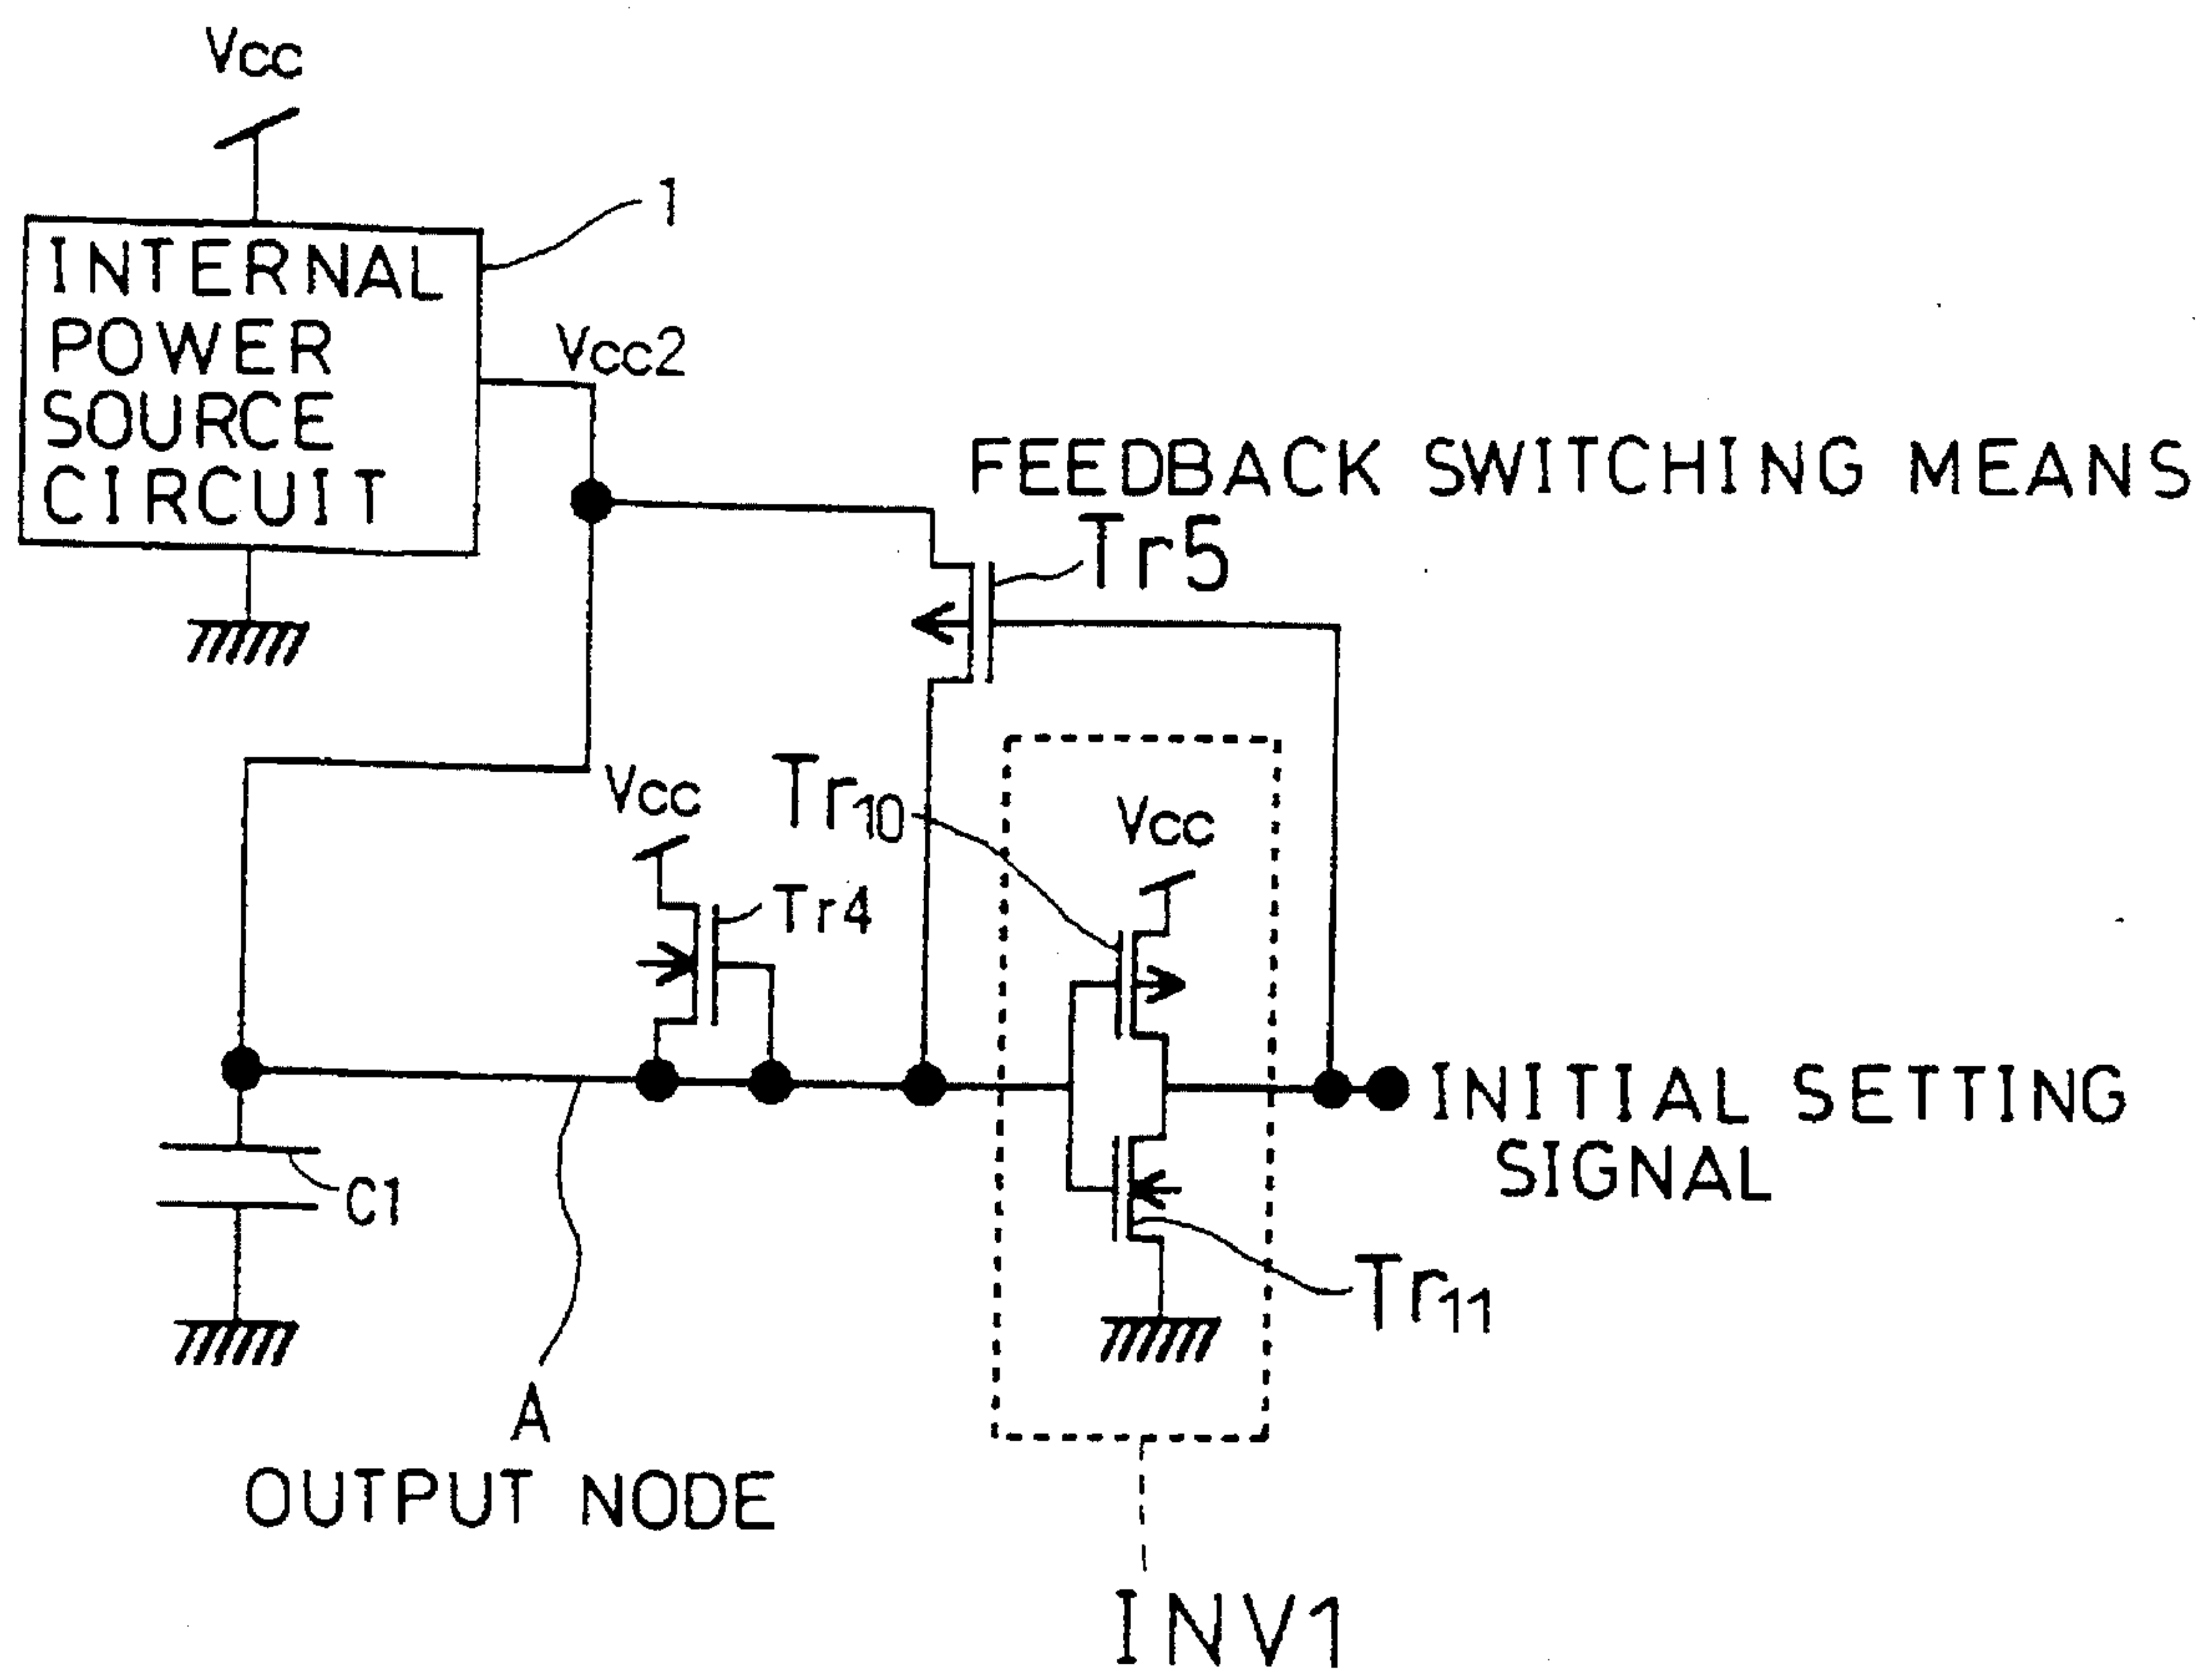 Vcc
1
INTERNAL
POWER
SOURCE
CIRCUIT
Vcc2
FEEDBACK SWITCHING MEANS
Tr5
Vcc
Tr10
Vcc
Tr4
INITIAL SETTING
SIGNAL
C1
Tr11
A
OUTPUT NODE
INV1